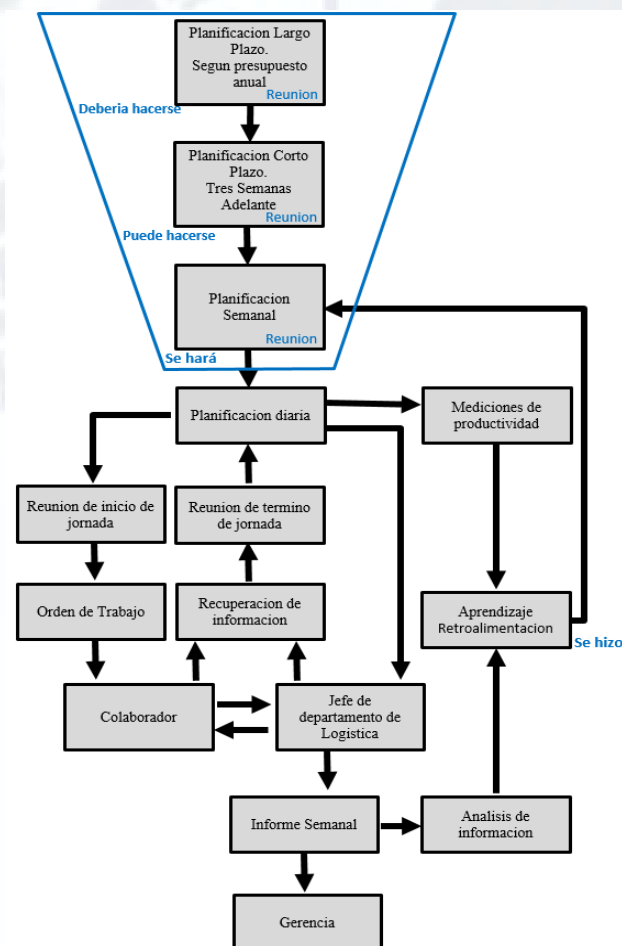 Planificacion Largo
Plazo.
Segun presupuesto
anual
Reunion
Deberia hacerse
Planificacion Corto
Plazo.
Tres Semanas
Adelante
Reunion
Puede hacerse
Planificacion
Semanal
Reunion
Se hará
Planificacion diaria
Mediciones de
productividad
Reunion de inicio de
jornada
Reunion de termino
de jornada
Orden de Trabajo
Recuperacion de
informacion
Aprendizaje
Retroalimentacion
Se hizo
Colaborador
Jefe de
departamento de
Logistica
Informe Semanal
Analisis de
informacion
Gerencia